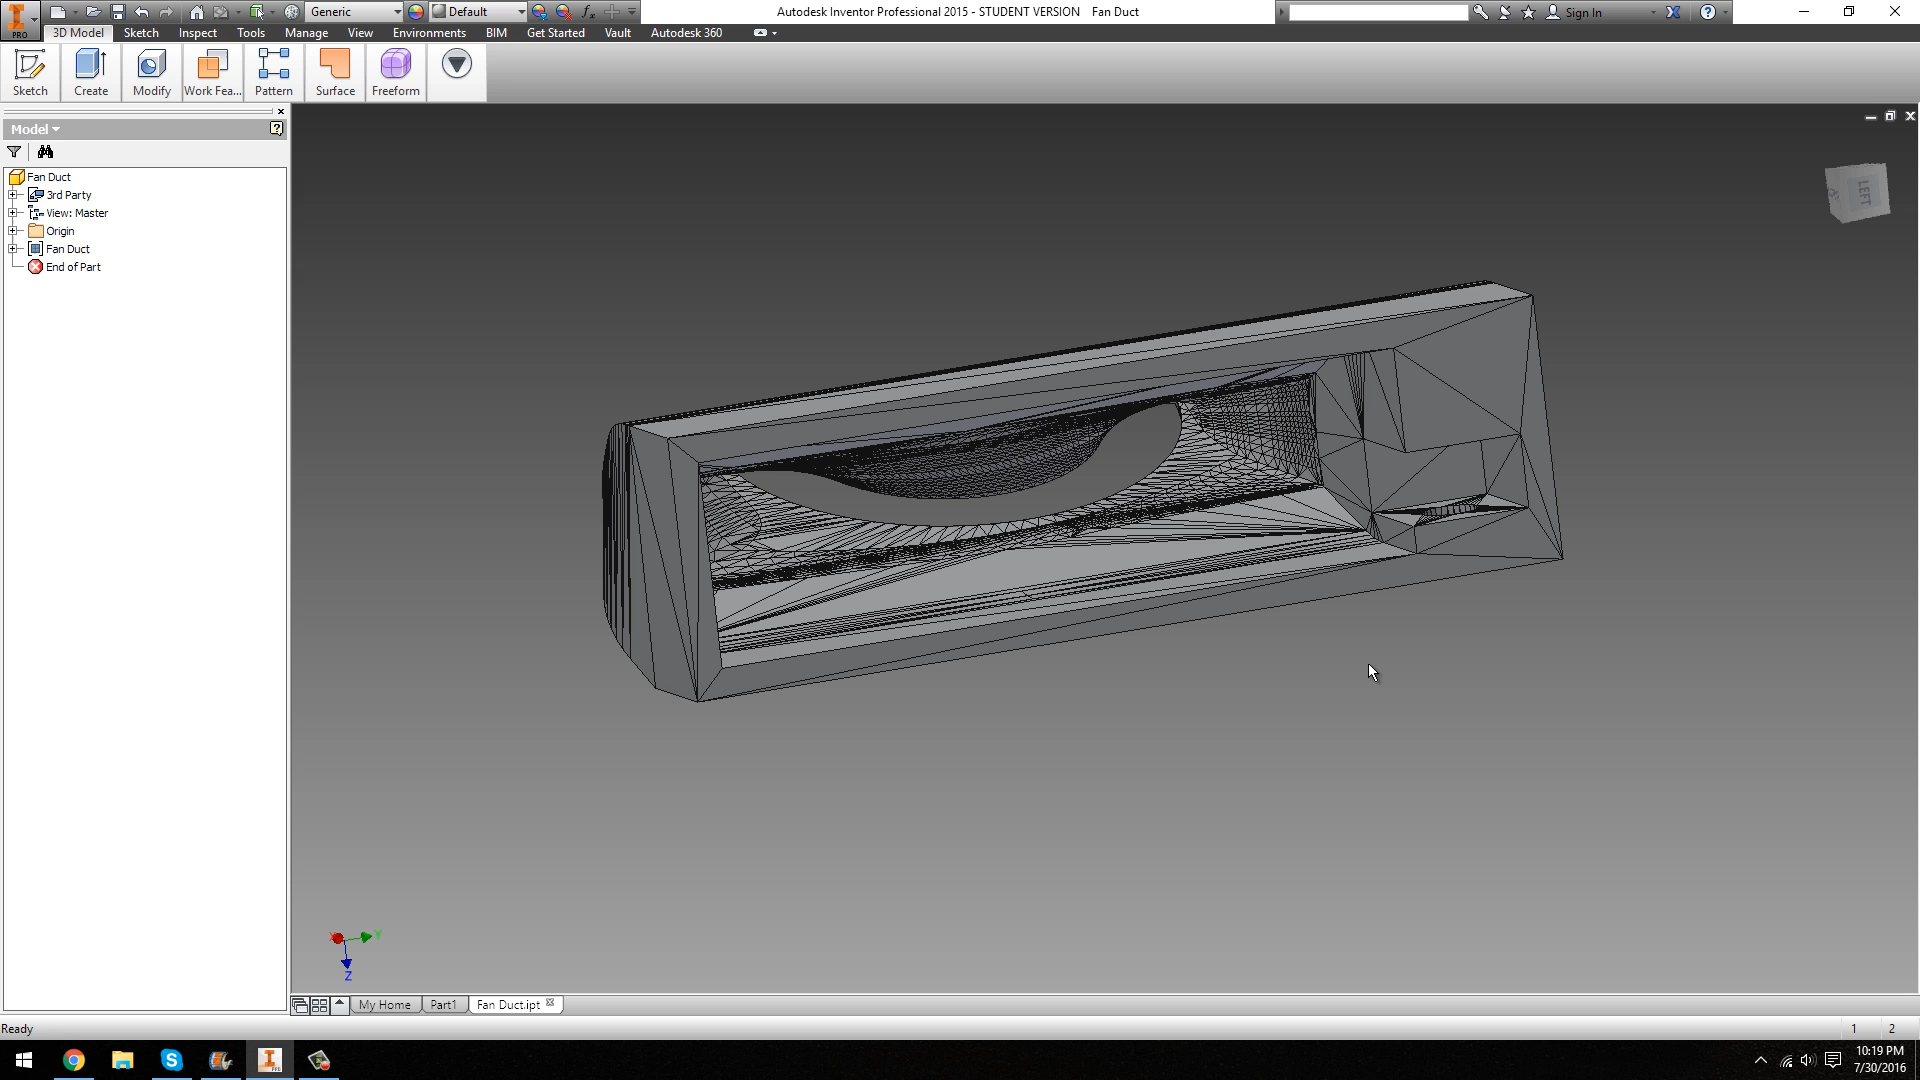 Generic
Default
Autodesk Inventor Professional 2015 - STUDENT VERSION Fan Duct
Sign In
PRO
3D Model
Sketch
Inspect
Tools
Manage
View
Environments
BIM
Get Started
Vault
Autodesk 360
Sketch
Create
Modify
Work Fea...
Pattern
Surface
Freeform
Model
Fan Duct
3rd Party
View: Master
Origin
Fan Duct
End of Part
LEFT
Y
Z
My Home
Part1
Fan Duct.ipt
Ready
1
2
10:19 PM
7/30/2016